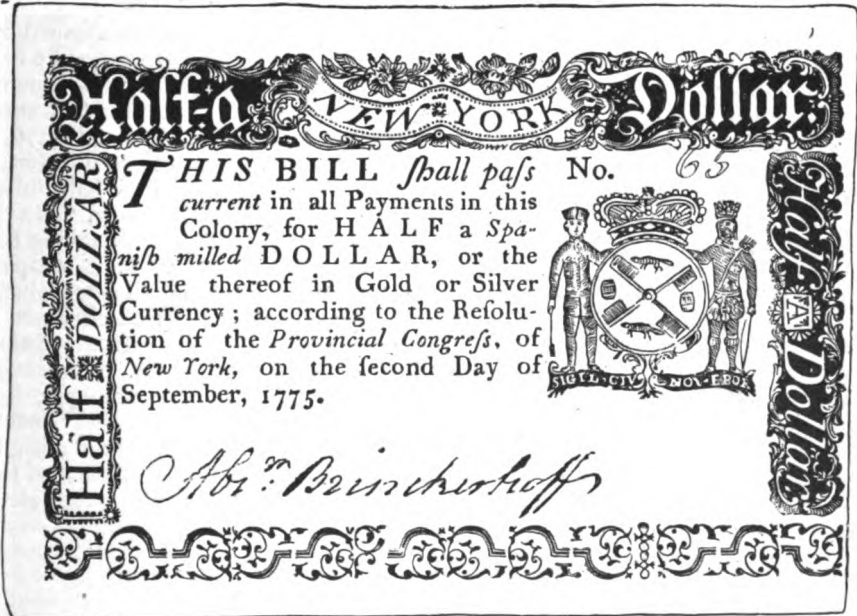 Half-a NEW YORK Dollar.
THIS BILL ſhall paſs
current in all Payments in this
Colony, for HALF a Spa-
niſh milled DOLLAR, or the
Value thereof in Gold or Silver
Currency; according to the Reſolu-
tion of the Provincial Congreſs, of
New York, on the ſecond Day of
September, 1775.
No. 65
SIGIL·CIV NOV·EBOR
Abrm. Brinckerhoff
Half DOLLAR
Half A Dollar